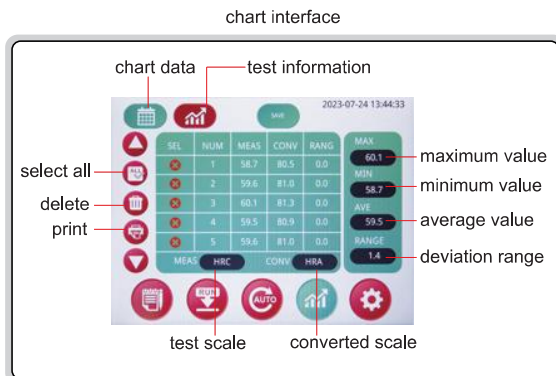 chart interface
chart data
test information
SAVE
2023-07-24 13:44:33
SEL NUM MEAS CONV RANG
1 58.7 80.5 0.0
2 59.6 81.0 0.0
3 60.1 81.3 0.0
4 59.5 80.9 0.0
5 59.6 81.0 0.0
MEAS HRC CONV HRA
MAX
60.1
MIN
58.7
AVE
59.5
RANGE
1.4
select all
delete
print
ALL
maximum value
minimum value
average value
deviation range
RUN
AUTO
test scale
converted scale